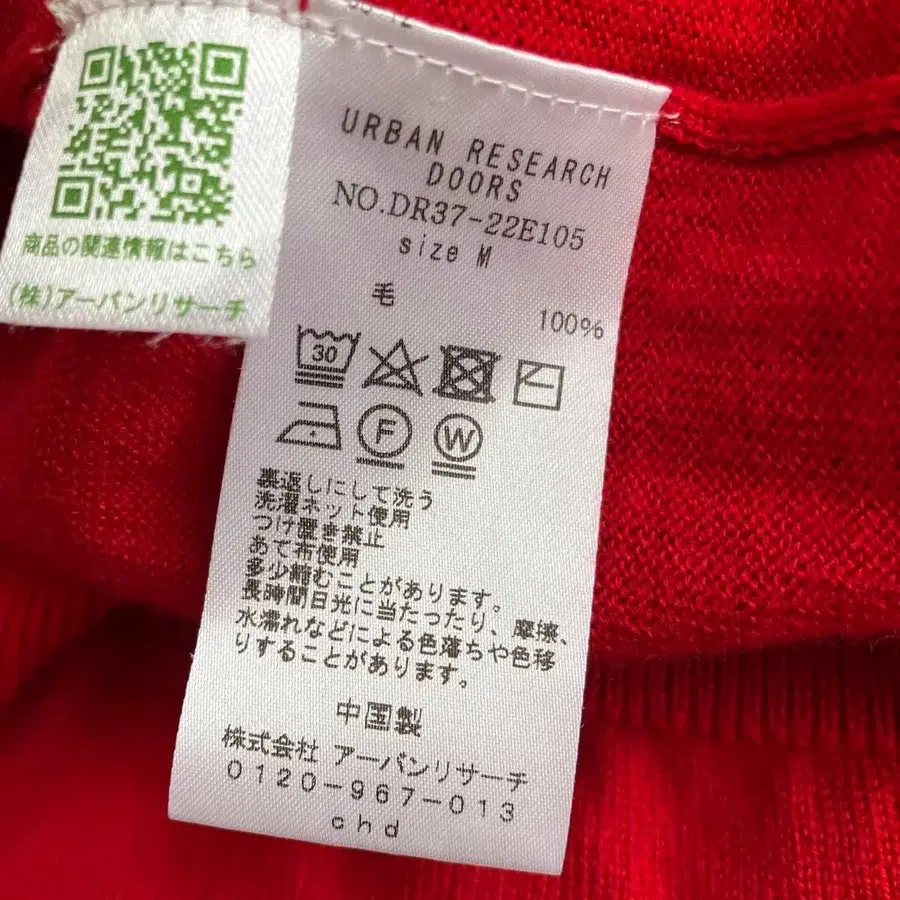 商品の関連情報はこちら
(株)アーバンリサーチ
URBAN RESEARCH
DOORS
NO.DR37-22E105
size M
毛 100%
30
F W
裏返しにして洗う
洗濯ネット使用
つけ置き禁止
あて布使用
多少縮むことがあります。
長時間日光に当たったり、摩擦、
水濡れなどによる色落ちや色移
りすることがあります。
中国製
株式会社 アーバンリサーチ
0120-967-013
chd